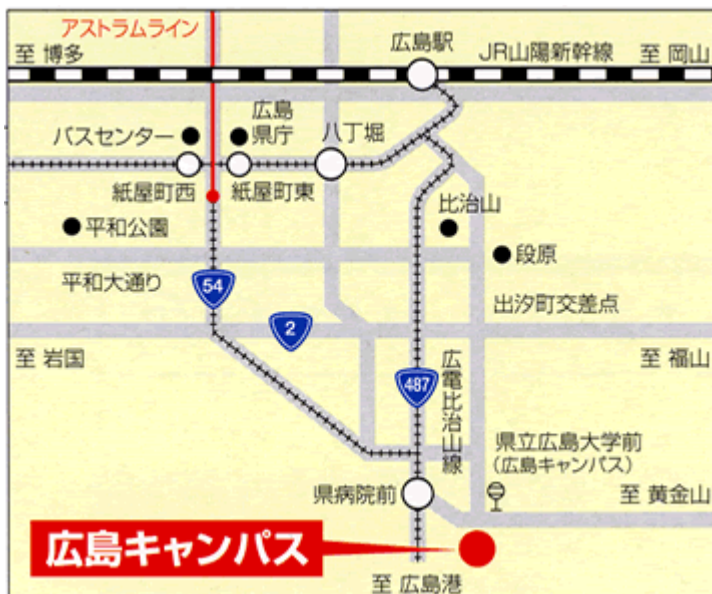 アストラムライン
至 博多
広島駅
JR山陽新幹線
至 岡山
バスセンター
広島
県庁
八丁堀
紙屋町西
紙屋町東
比治山
平和公園
段原
平和大通り
54
出汐町交差点
2
至 岩国
広電比治山線
至 福山
487
県立広島大学前
(広島キャンパス)
県病院前
至 黄金山
広島キャンパス
至 広島港